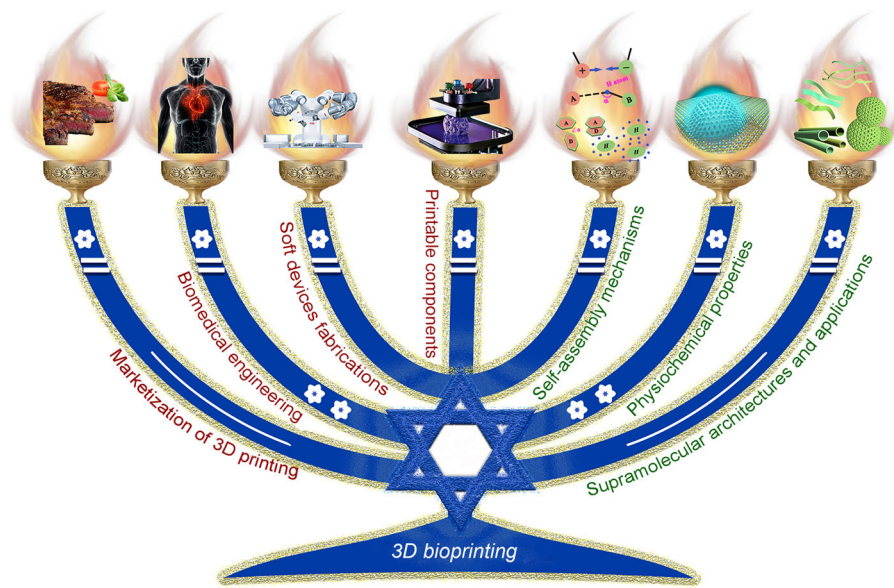 +
−
H atom
α
A
B
A
D
A
D
H
H
H
Marketization of 3D printing
Biomedical engineering
Soft devices fabrications
Printable components
Self-assembly mechanisms
Physiochemical properties
Supramolecular architectures and applications
3D bioprinting